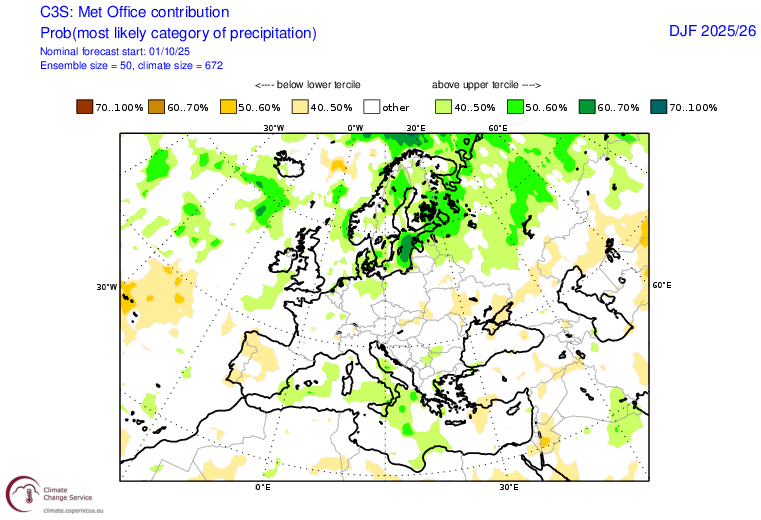 C3S: Met Office contribution
Prob(most likely category of precipitation)
DJF 2025/26
Nominal forecast start: 01/10/25
Ensemble size = 50, climate size = 672
<---- below lower tercile
above upper tercile ---->
70..100% 60..70% 50..60% 40..50% other 40..50% 50..60% 60..70% 70..100%
30°W 0°W 30°E 60°E
30°W
60°E
0°E 30°E
Climate
Change Service
climate.copernicus.eu